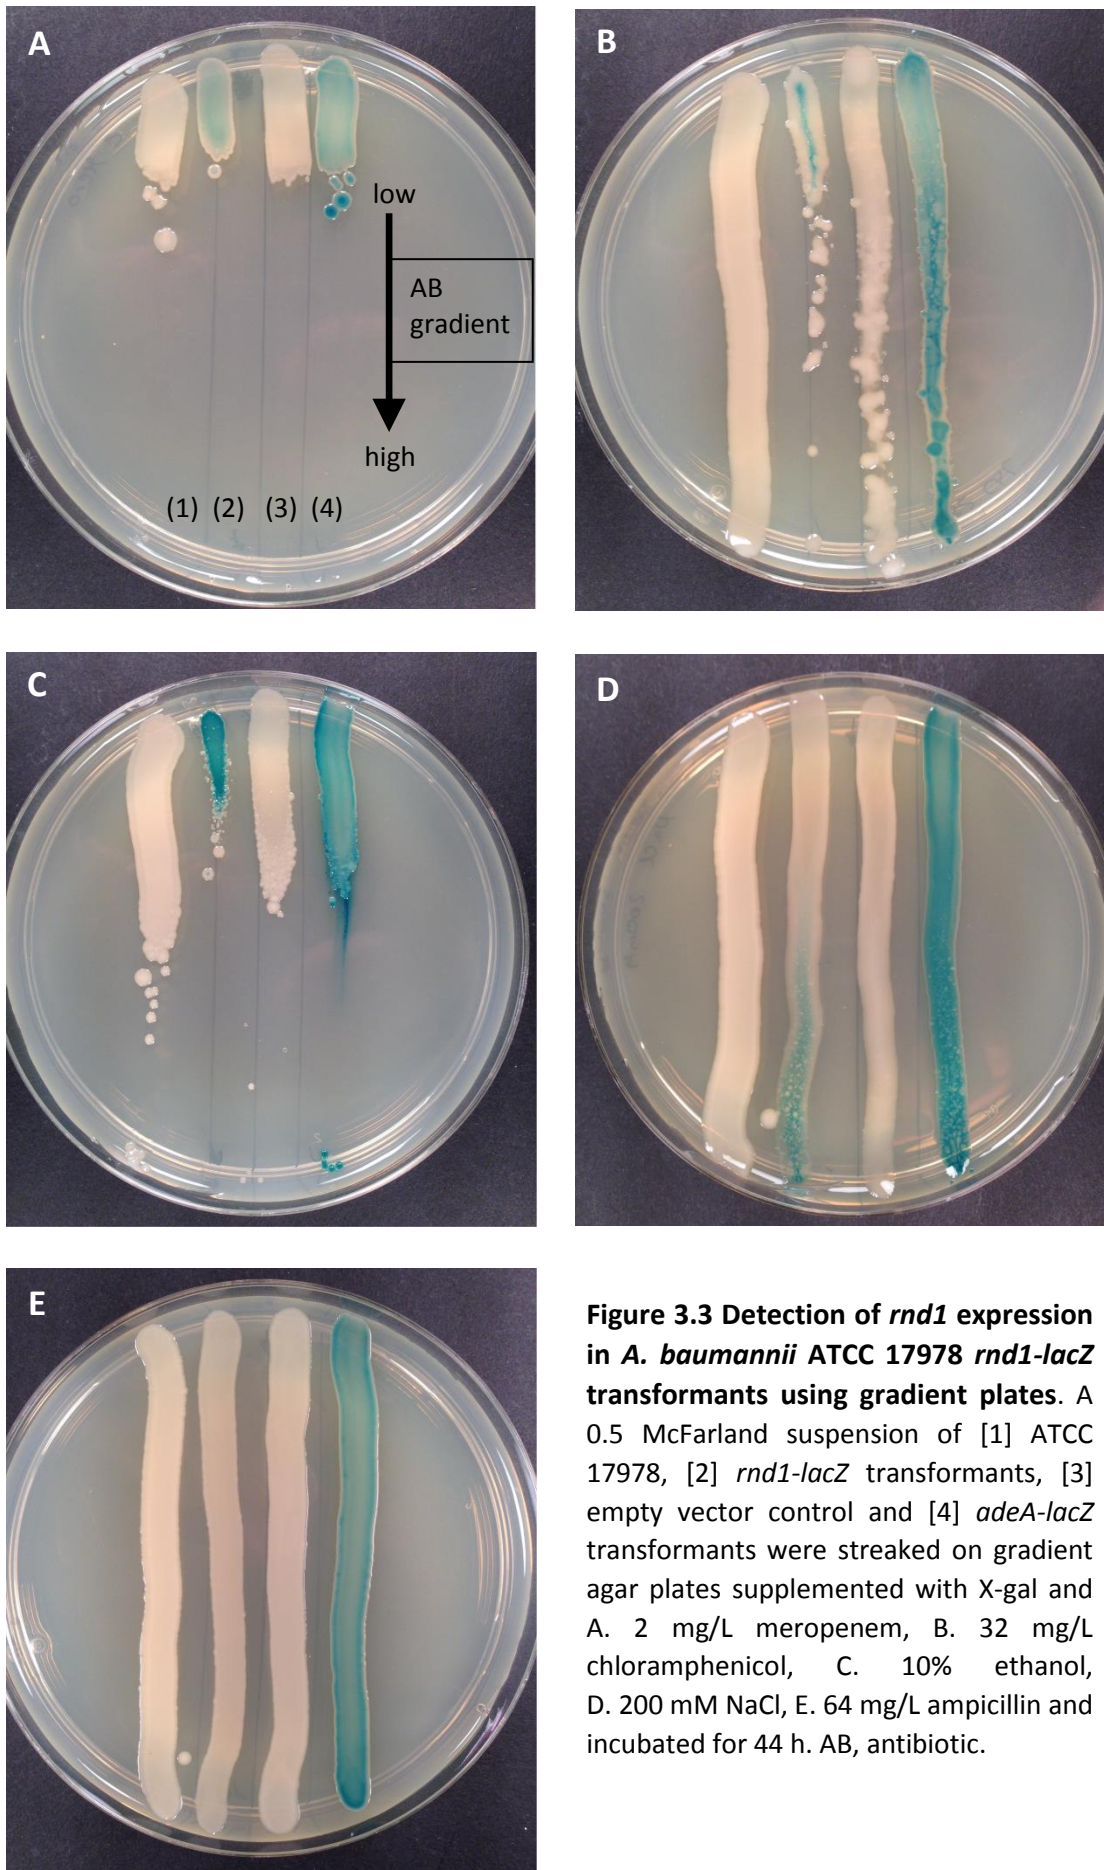 A
low
AB
gradient
high
(1) (2) (3) (4)
B
C
D
E
Figure 3.3 Detection of rnd1 expression
in A. baumannii ATCC 17978 rnd1-lacZ
transformants using gradient plates. A
0.5 McFarland suspension of [1] ATCC
17978, [2] rnd1-lacZ transformants, [3]
empty vector control and [4] adeA-lacZ
transformants were streaked on gradient
agar plates supplemented with X-gal and
A. 2 mg/L meropenem, B. 32 mg/L
chloramphenicol, C. 10% ethanol,
D. 200 mM NaCl, E. 64 mg/L ampicillin and
incubated for 44 h. AB, antibiotic.